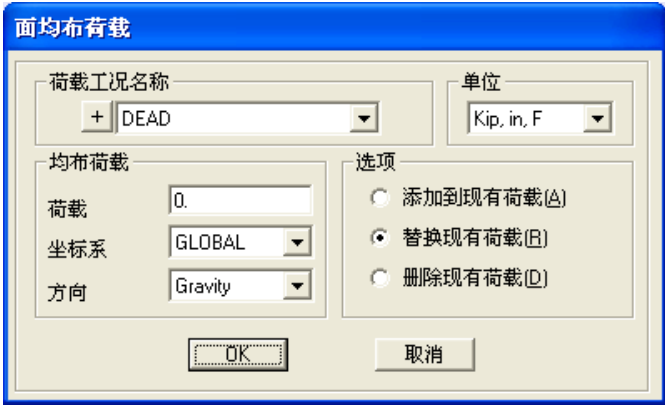 面均布荷载
荷载工况名称
+ DEAD
单位
Kip, in, F
均布荷载
荷载 0.
坐标系 GLOBAL
方向 Gravity
选项
添加到现有荷载(A)
替换现有荷载(R)
删除现有荷载(D)
OK
取消